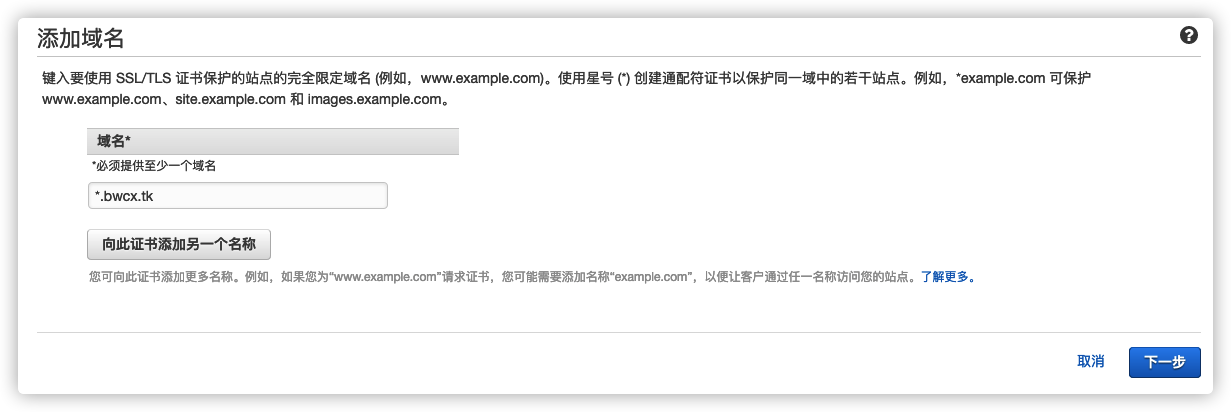 添加域名
?
键入要使用 SSL/TLS 证书保护的站点的完全限定域名 (例如，www.example.com)。使用星号 (*) 创建通配符证书以保护同一域中的若干站点。例如，*example.com 可保护
www.example.com、site.example.com 和 images.example.com。
域名*
*必须提供至少一个域名
*.bwcx.tk
向此证书添加另一个名称
您可向此证书添加更多名称。例如，如果您为“www.example.com”请求证书，您可能需要添加名称“example.com”，以便让客户通过任一名称访问您的站点。了解更多。
取消
下一步